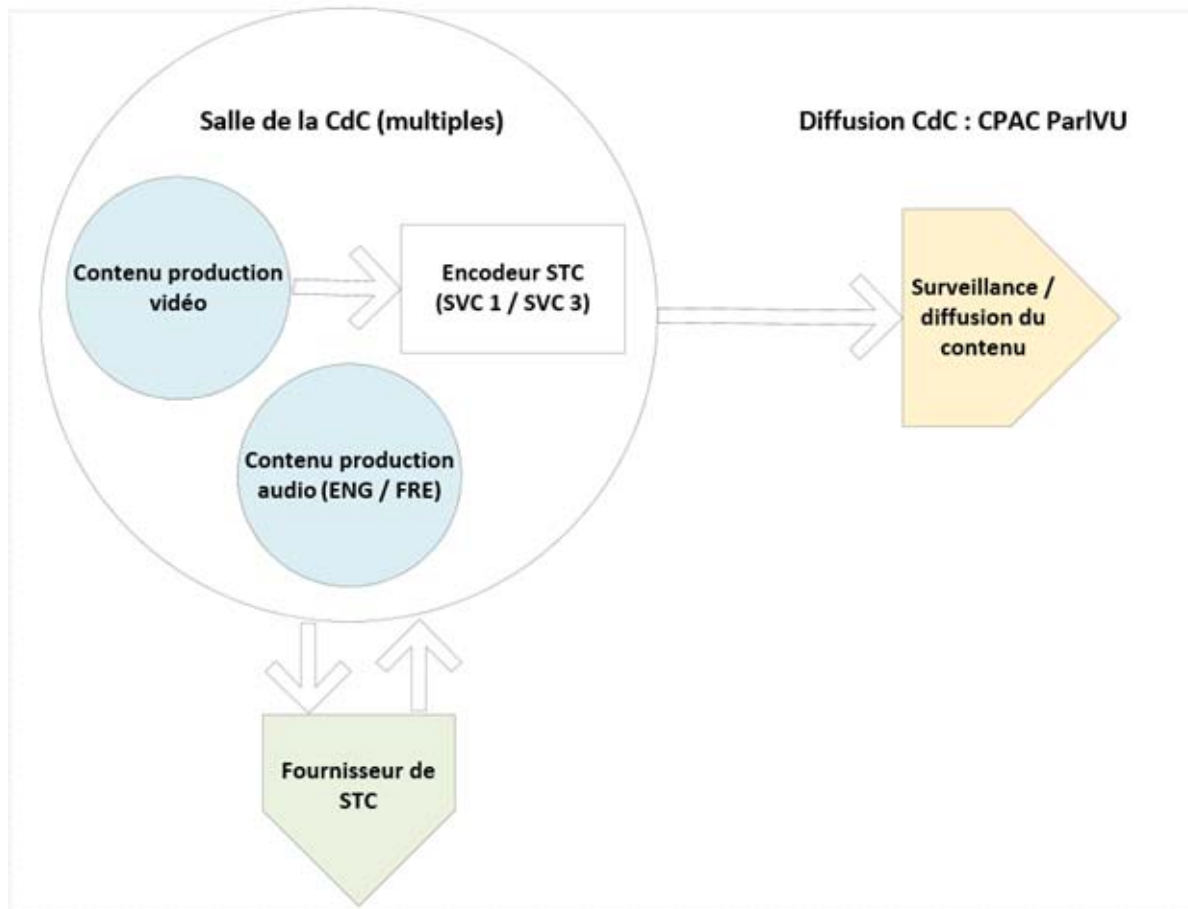 Salle de la CdC (multiples)
Diffusion CdC : CPAC ParlVU
Contenu production
vidéo
Encodeur STC
(SVC 1 / SVC 3)
Surveillance /
diffusion du
contenu
Contenu production
audio (ENG / FRE)
Fournisseur de
STC